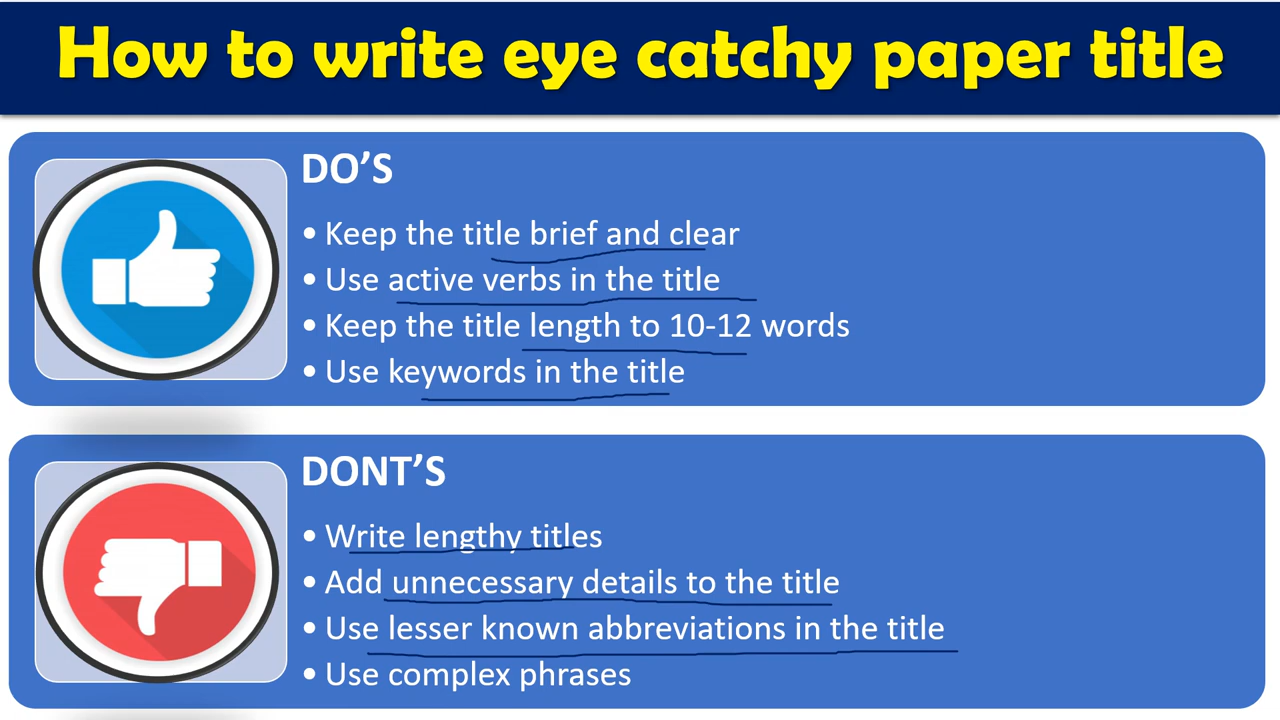 How to write eye catchy paper title
DO’S
• Keep the title brief and clear
• Use active verbs in the title
• Keep the title length to 10-12 words
• Use keywords in the title
DONT’S
• Write lengthy titles
• Add unnecessary details to the title
• Use lesser known abbreviations in the title
• Use complex phrases